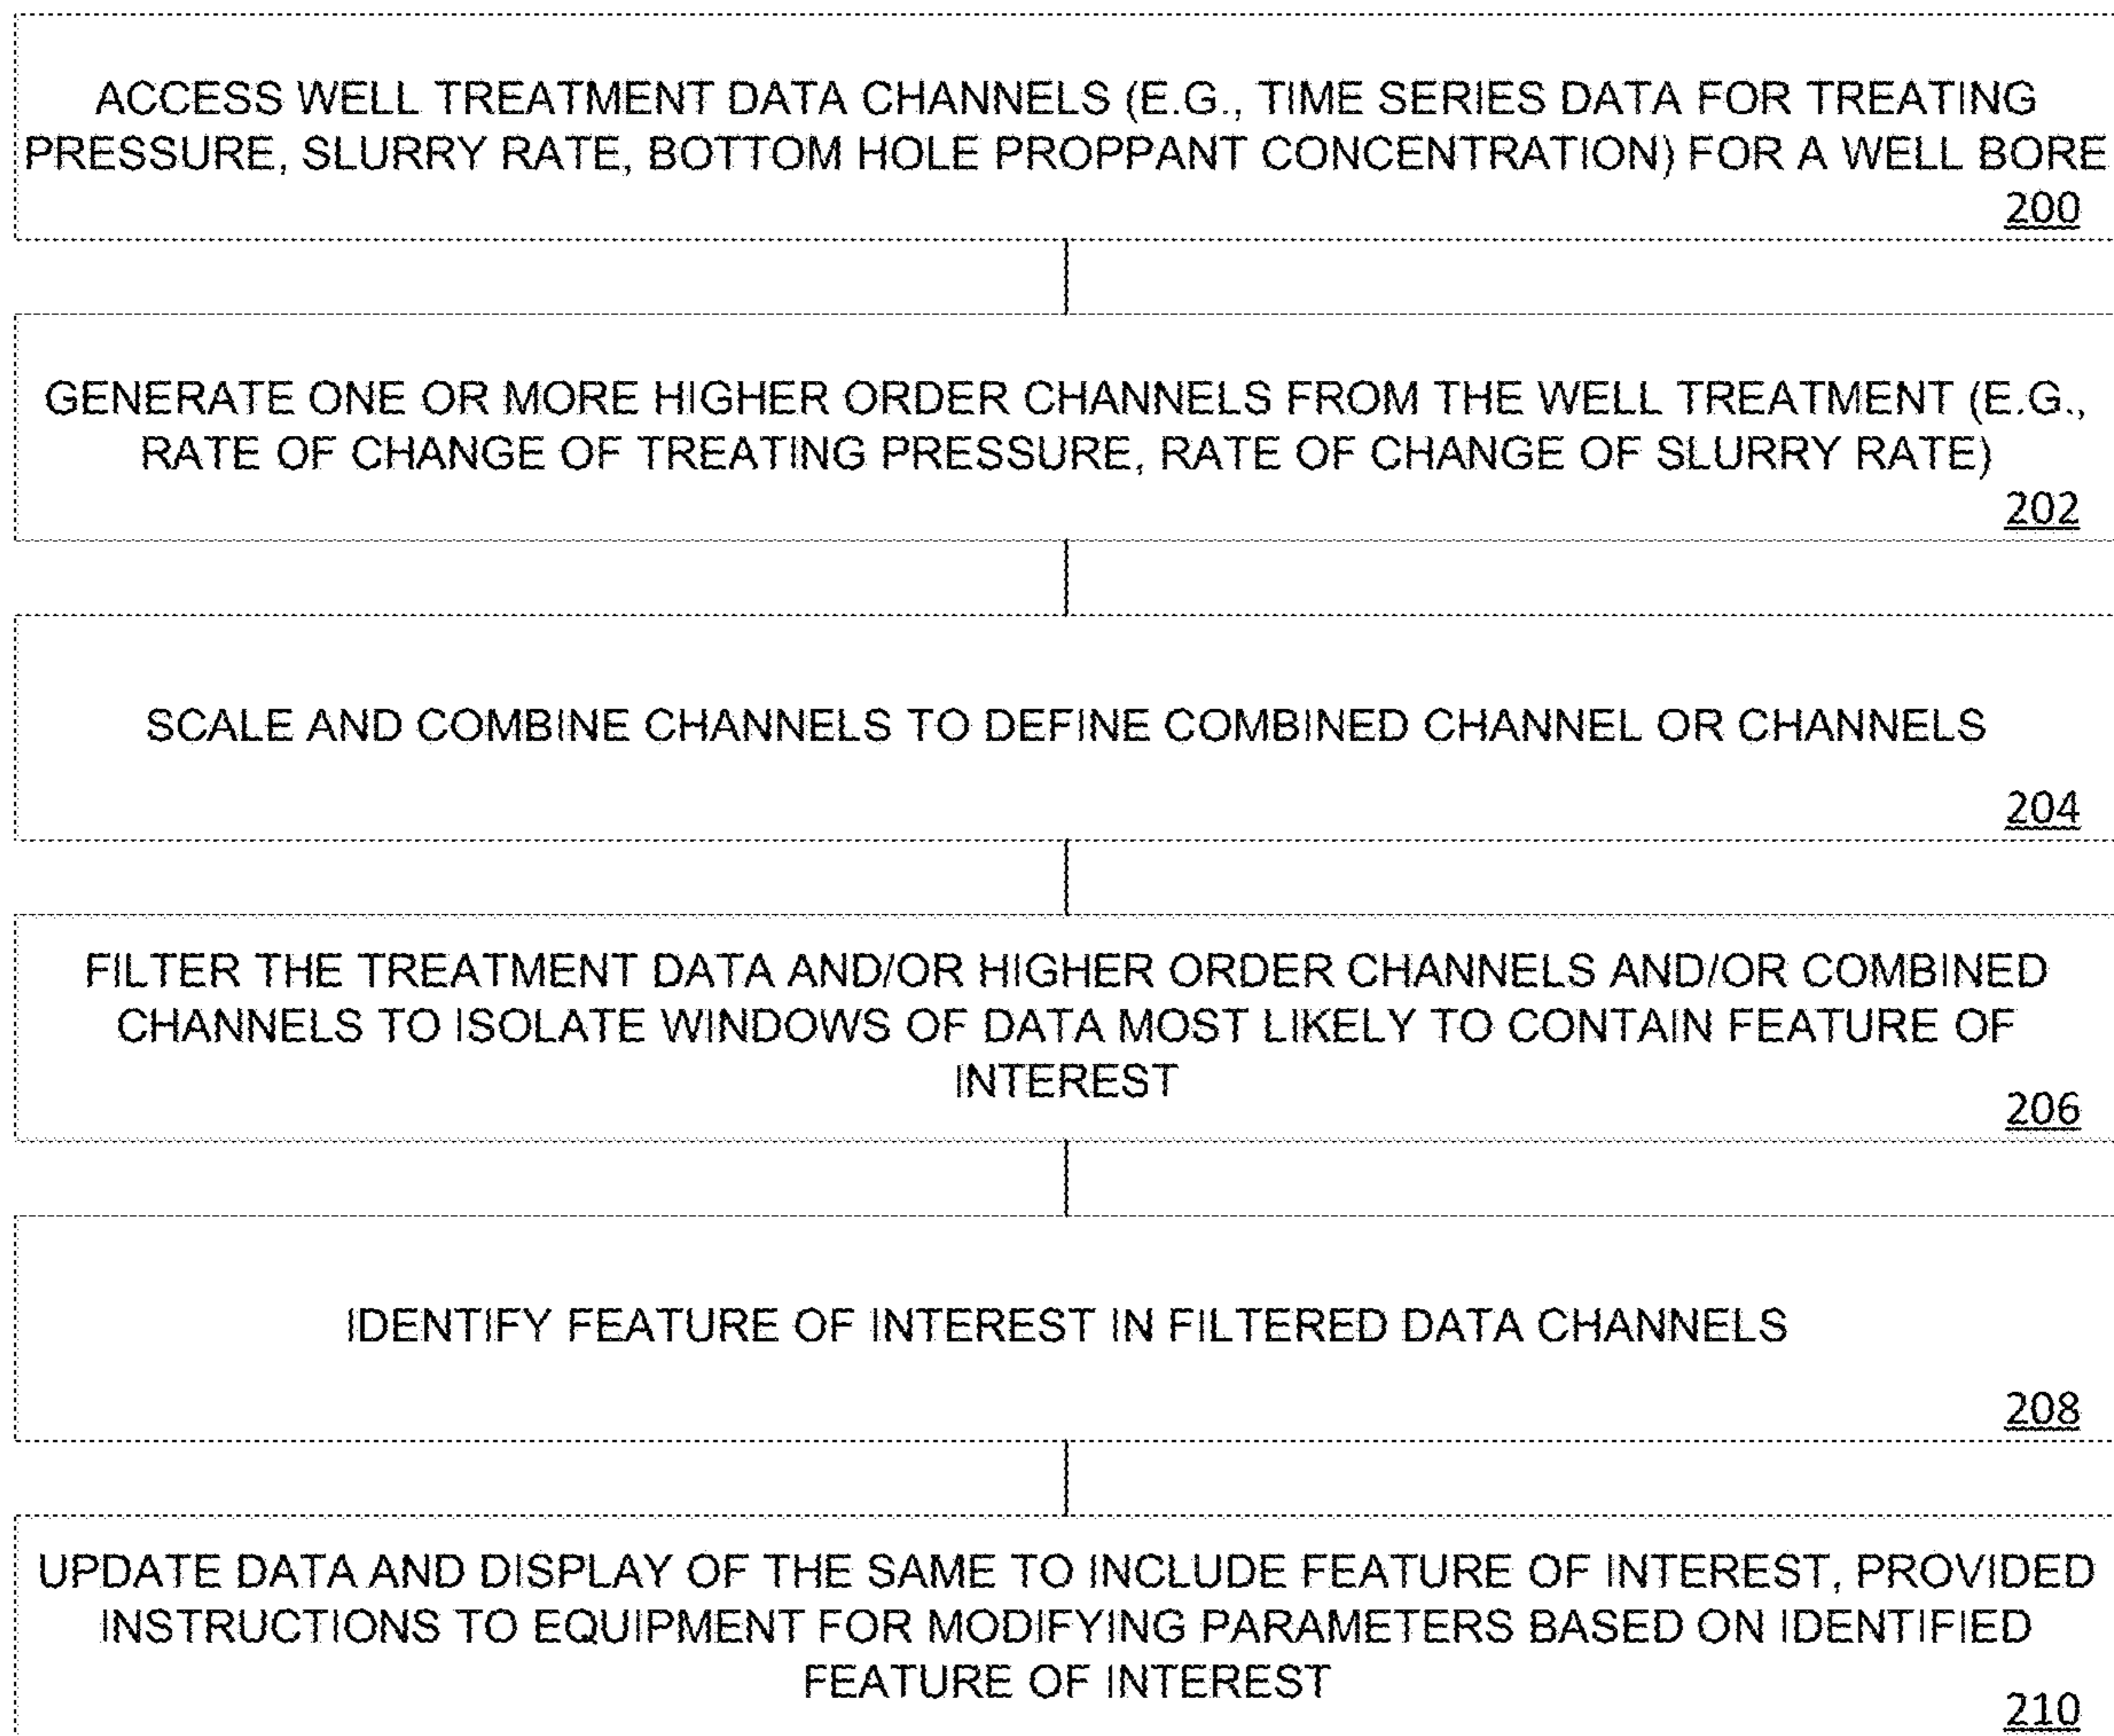 ACCESS WELL TREATMENT DATA CHANNELS (E.G., TIME SERIES DATA FOR TREATING
PRESSURE, SLURRY RATE, BOTTOM HOLE PROPPANT CONCENTRATION) FOR A WELL BORE
200
GENERATE ONE OR MORE HIGHER ORDER CHANNELS FROM THE WELL TREATMENT (E.G.,
RATE OF CHANGE OF TREATING PRESSURE, RATE OF CHANGE OF SLURRY RATE)
202
SCALE AND COMBINE CHANNELS TO DEFINE COMBINED CHANNEL OR CHANNELS
204
FILTER THE TREATMENT DATA AND/OR HIGHER ORDER CHANNELS AND/OR COMBINED
CHANNELS TO ISOLATE WINDOWS OF DATA MOST LIKELY TO CONTAIN FEATURE OF
INTEREST
206
IDENTIFY FEATURE OF INTEREST IN FILTERED DATA CHANNELS
208
UPDATE DATA AND DISPLAY OF THE SAME TO INCLUDE FEATURE OF INTEREST, PROVIDED
INSTRUCTIONS TO EQUIPMENT FOR MODIFYING PARAMETERS BASED ON IDENTIFIED
FEATURE OF INTEREST
210